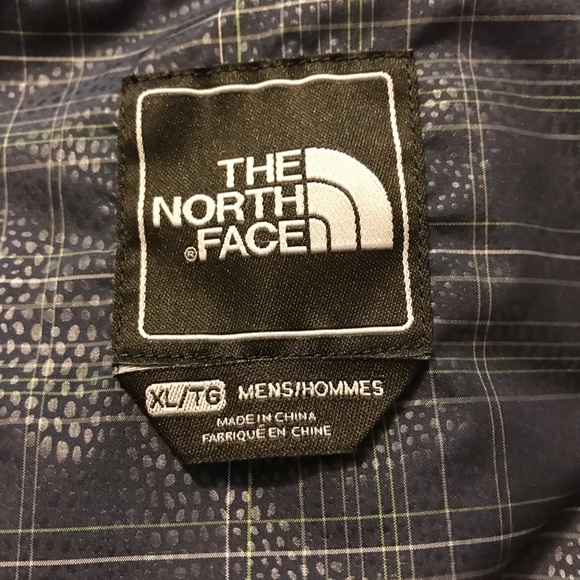 THE
NORTH
FACE
®
XL/TG MENS/HOMMES
MADE IN CHINA
FABRIQUÉ EN CHINE